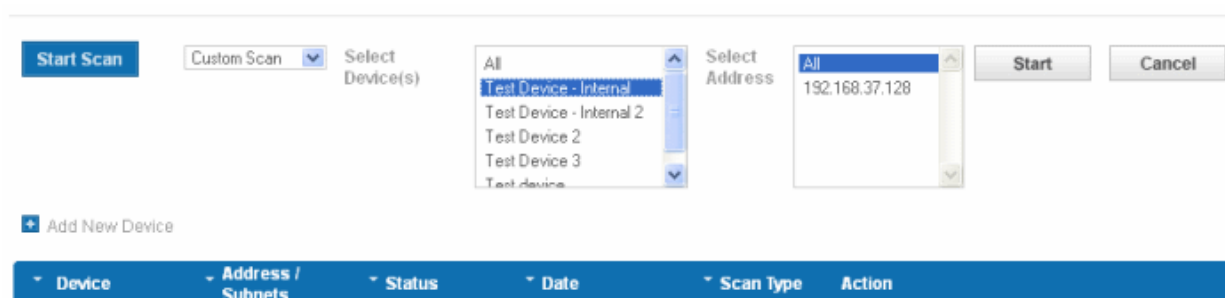 Start Scan
Custom Scan
Select
Device(s)
All
Test Device - Internal
Test Device - Internal 2
Test Device 2
Test Device 3
Test device
Select
Address
All
192.168.37.128
Start
Cancel
Add New Device
Device
Address /
Subnets
Status
Date
Scan Type
Action